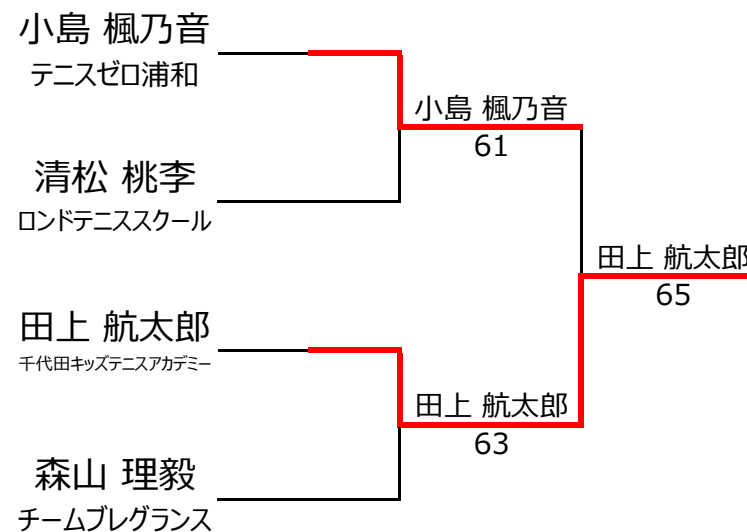 小島 楓乃音
テニスゼロ浦和
小島 楓乃音
61
清松 桃李
ロンドテニススクール
田上 航太郎
65
田上 航太郎
千代田キッズテニスアカデミー
田上 航太郎
63
森山 理毅
チームブレグランス